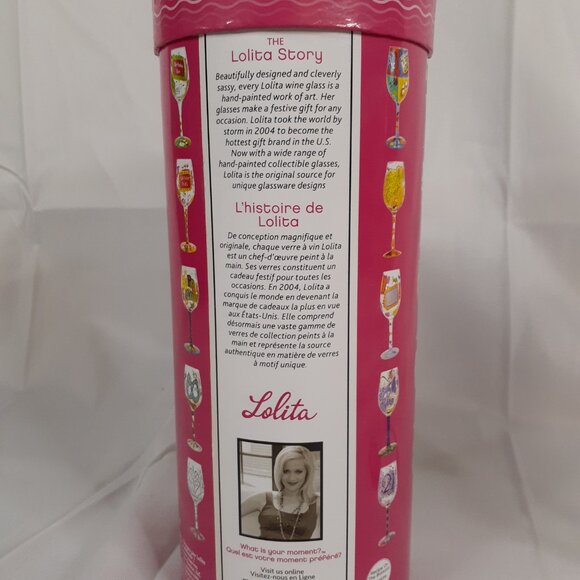 THE
Lolita Story
Beautifully designed and cleverly
sassy, every Lolita wine glass is a
hand-painted work of art. Her
glasses make a festive gift for any
occasion. Lolita took the world by
storm in 2004 to become the
hottest gift brand in the U.S.
Now with a wide range of
hand-painted collectible glasses,
Lolita is the original source for
unique glassware designs
L'histoire de
Lolita
De conception magnifique et
originale, chaque verre à vin Lolita
est un chef-d'œuvre peint à la
main. Ses verres constituent un
cadeau festif pour toutes les
occasions. En 2004, Lolita a
conquis le monde en devenant la
marque de cadeaux la plus en vue
aux États-Unis. Elle comprend
désormais une vaste gamme de
verres de collection peints à la
main et représente la source
authentique en matière de verres
à motif unique.
Lolita
What is your moment?™
Quel est votre moment préféré?
Visit us online
Visitez-nous en Ligne